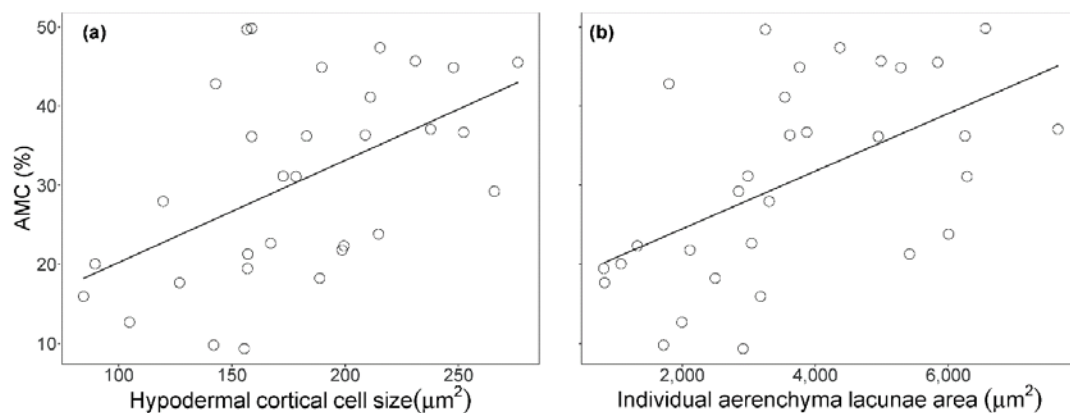 (a)
(b)
50
40
30
20
10
AMC (%)
100 150 200 250
2,000 4,000 6,000
Hypodermal cortical cell size(μm²)
Individual aerenchyma lacunae area (μm²)